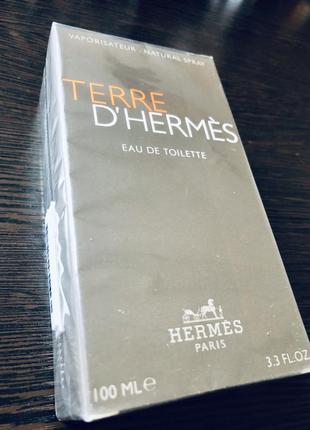 VAPORISATEUR - NATURAL SPRAY
TERRE
D'HERMÈS
EAU DE TOILETTE
HERMÈS
PARIS
100 ML ℮ 3.3 FL.OZ